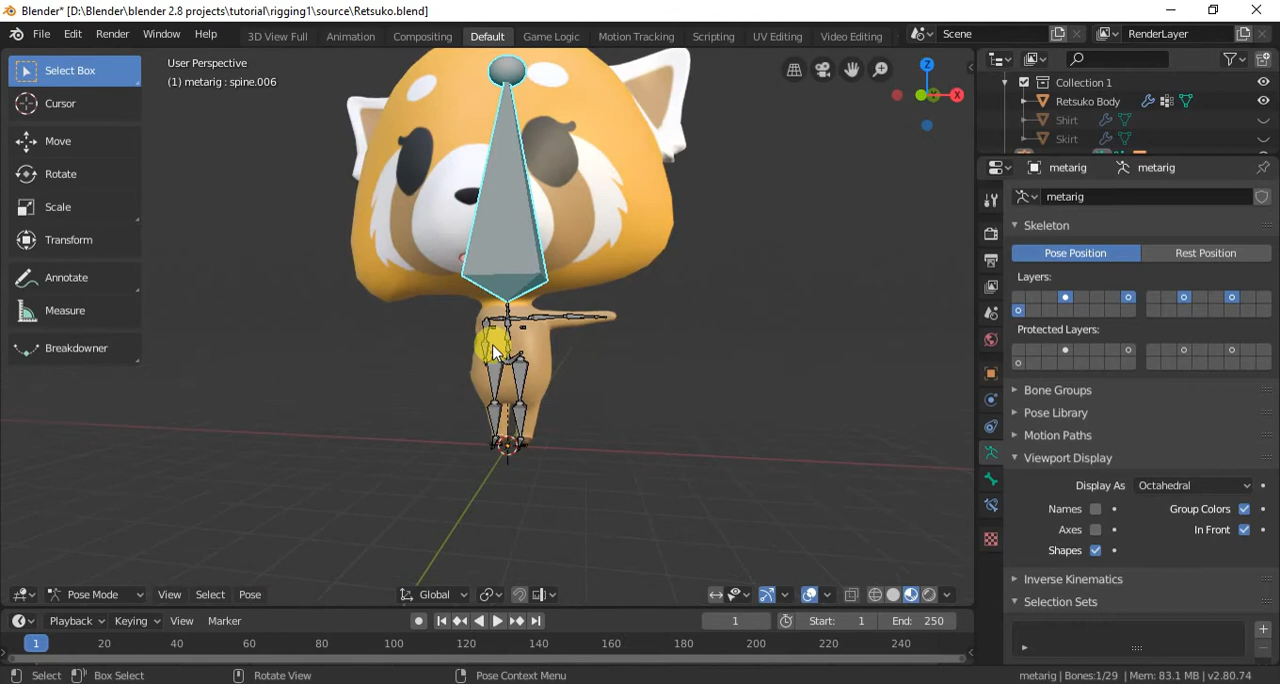 Blender* [D:\Blender\blender 2.8 projects\tutorial\rigging1\source\Retsuko.blend]
File Edit Render Window Help 3D View Full Animation Compositing Default Game Logic Motion Tracking Scripting UV Editing Video Editing Scene RenderLayer
Select Box
Cursor
Move
Rotate
Scale
Transform
Annotate
Measure
Breakdowner
User Perspective
(1) metarig : spine.006
Z
X
Collection 1
Retsuko Body
Shirt
Skirt
metarig metarig
metarig
Skeleton
Pose Position Rest Position
Layers:
Protected Layers:
Bone Groups
Pose Library
Motion Paths
Viewport Display
Display As Octahedral
Names Group Colors
Axes In Front
Shapes
Inverse Kinematics
Selection Sets
Pose Mode View Select Pose Global
Playback Keying View Marker 1 Start: 1 End: 250
1 20 40 60 80 100 120 140 160 180 200 220 240
Select Box Select Rotate View Pose Context Menu metarig | Bones:1/29 | Mem: 83.1 MB | v2.80.74